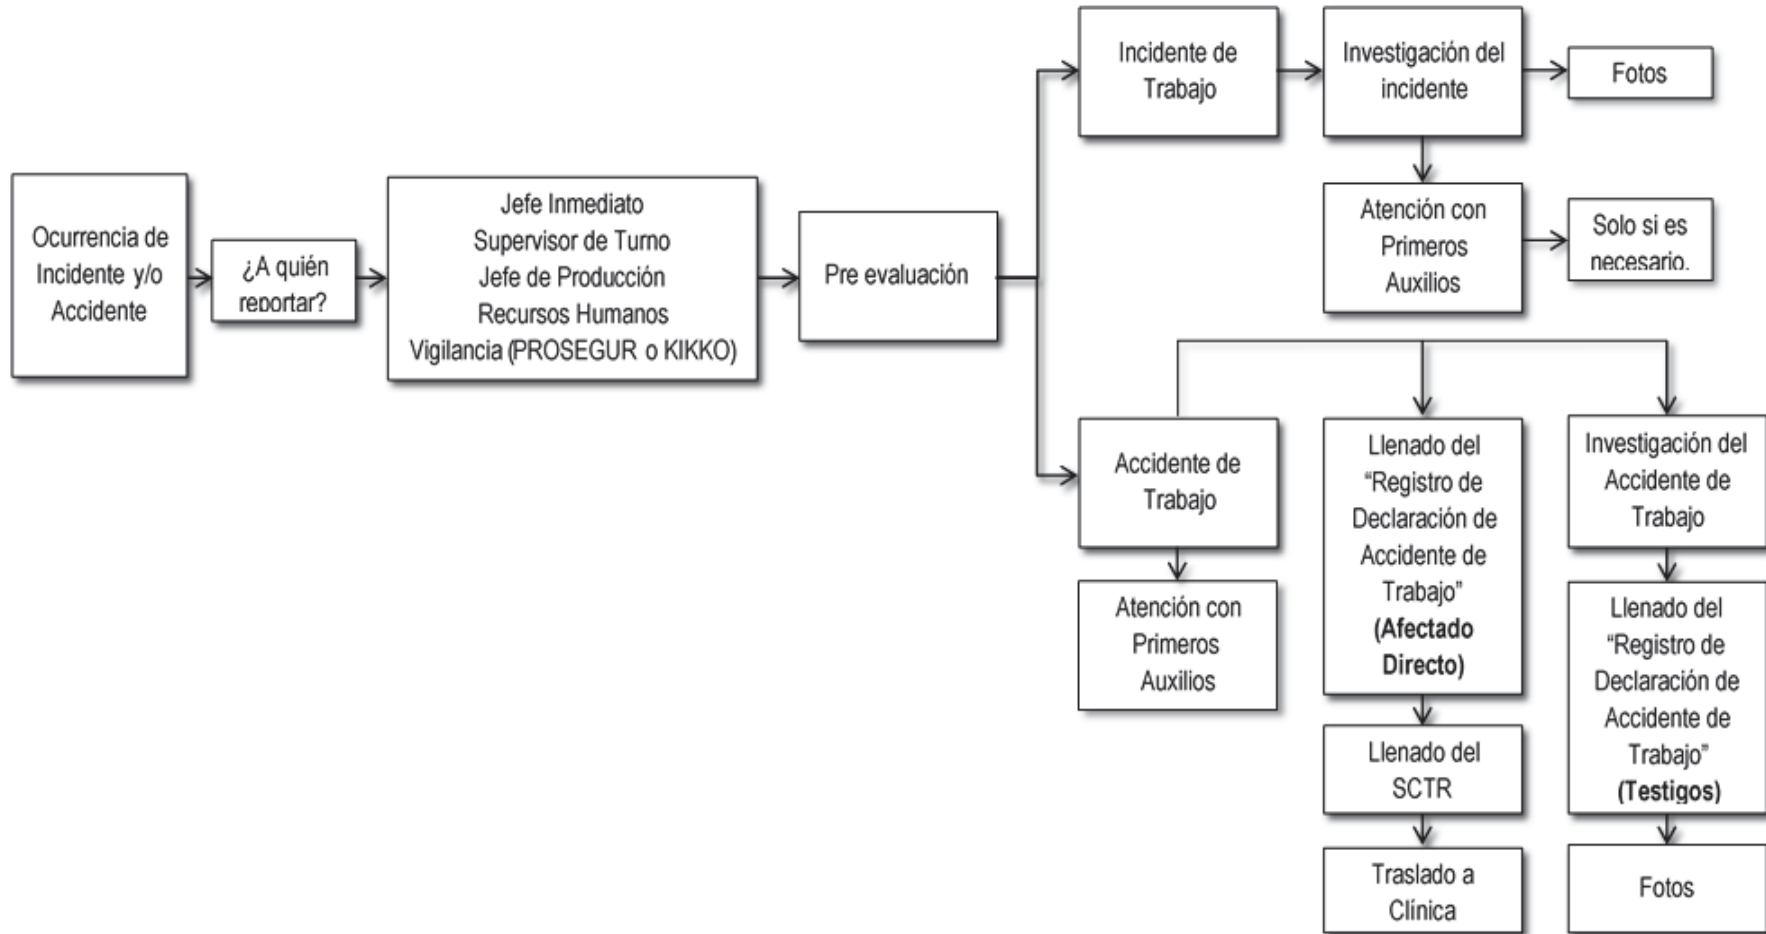 Ocurrencia de
Incidente y/o
Accidente
¿A quién
reportar?
Jefe Inmediato
Supervisor de Turno
Jefe de Producción
Recursos Humanos
Vigilancia (PROSEGUR o KIKKO)
Pre evaluación
Incidente de
Trabajo
Investigación del
incidente
Fotos
Atención con
Primeros
Auxilios
Solo si es
necesario.
Accidente de
Trabajo
Atención con
Primeros
Auxilios
Llenado del
“Registro de
Declaración de
Accidente de
Trabajo”
(Afectado
Directo)
Llenado del
SCTR
Traslado a
Clínica
Investigación del
Accidente de
Trabajo
Llenado del
“Registro de
Declaración de
Accidente de
Trabajo”
(Testigos)
Fotos